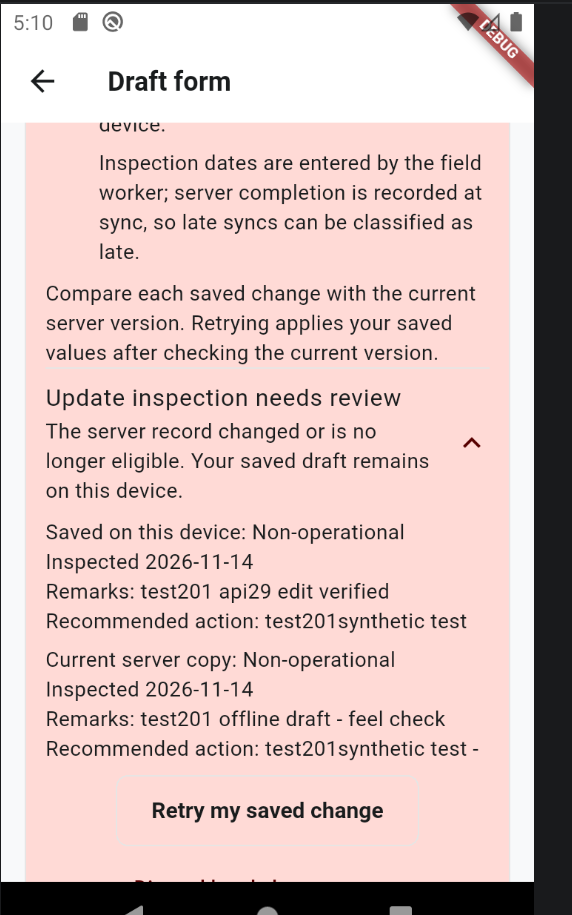 5:10
DEBUG
Draft form
device.
Inspection dates are entered by the field
worker; server completion is recorded at
sync, so late syncs can be classified as
late.
Compare each saved change with the current
server version. Retrying applies your saved
values after checking the current version.
Update inspection needs review
The server record changed or is no
longer eligible. Your saved draft remains
on this device.
Saved on this device: Non-operational
Inspected 2026-11-14
Remarks: test201 api29 edit verified
Recommended action: test201synthetic test
Current server copy: Non-operational
Inspected 2026-11-14
Remarks: test201 offline draft - feel check
Recommended action: test201synthetic test -
Retry my saved change